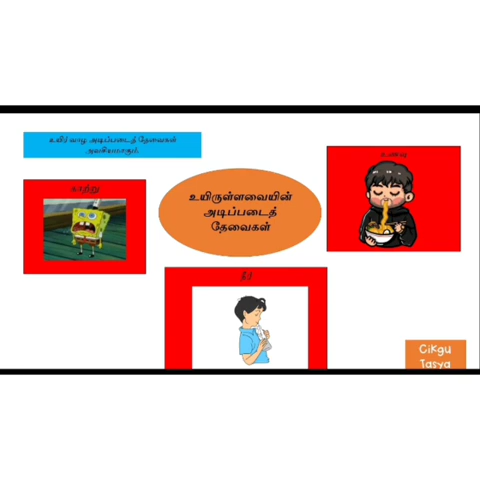 உயிர் வாழ அடிப்படைத் தேவைகள்
அவசியமாகும்.
காற்று
உணவு
உயிருள்ளவையின்
அடிப்படைத்
தேவைகள்
நீர்
Cikgu
Tasya